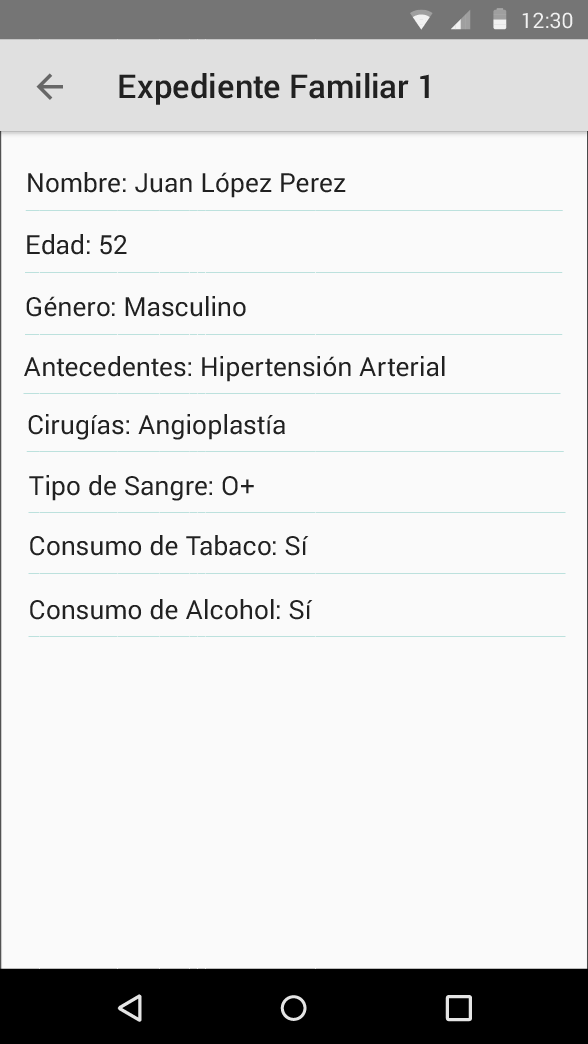 12:30
Expediente Familiar 1
Nombre: Juan López Perez
Edad: 52
Género: Masculino
Antecedentes: Hipertensión Arterial
Cirugías: Angioplastía
Tipo de Sangre: O+
Consumo de Tabaco: Sí
Consumo de Alcohol: Sí